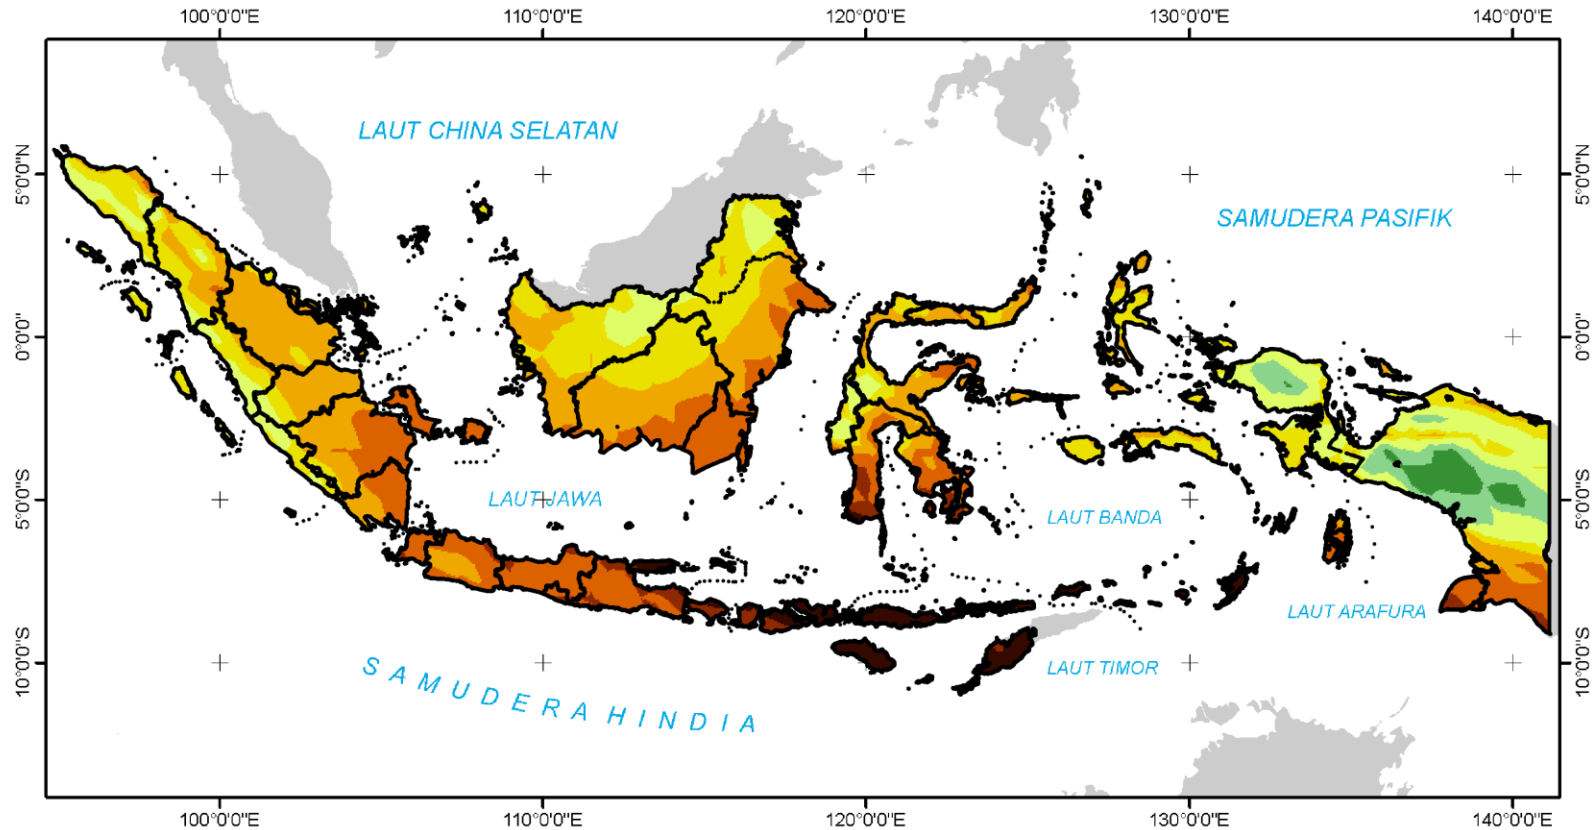 100°0'0"E 110°0'0"E 120°0'0"E 130°0'0"E 140°0'0"E
LAUT CHINA SELATAN
5°0'0"N 5°0'0"N
SAMUDERA PASIFIK
0°0'0" 0°0'0"
LAUT JAWA
5°0'0"S 5°0'0"S
LAUT BANDA
LAUT ARAFURA
10°0'0"S 10°0'0"S
LAUT TIMOR
SAMUDERA HINDIA
100°0'0"E 110°0'0"E 120°0'0"E 130°0'0"E 140°0'0"E